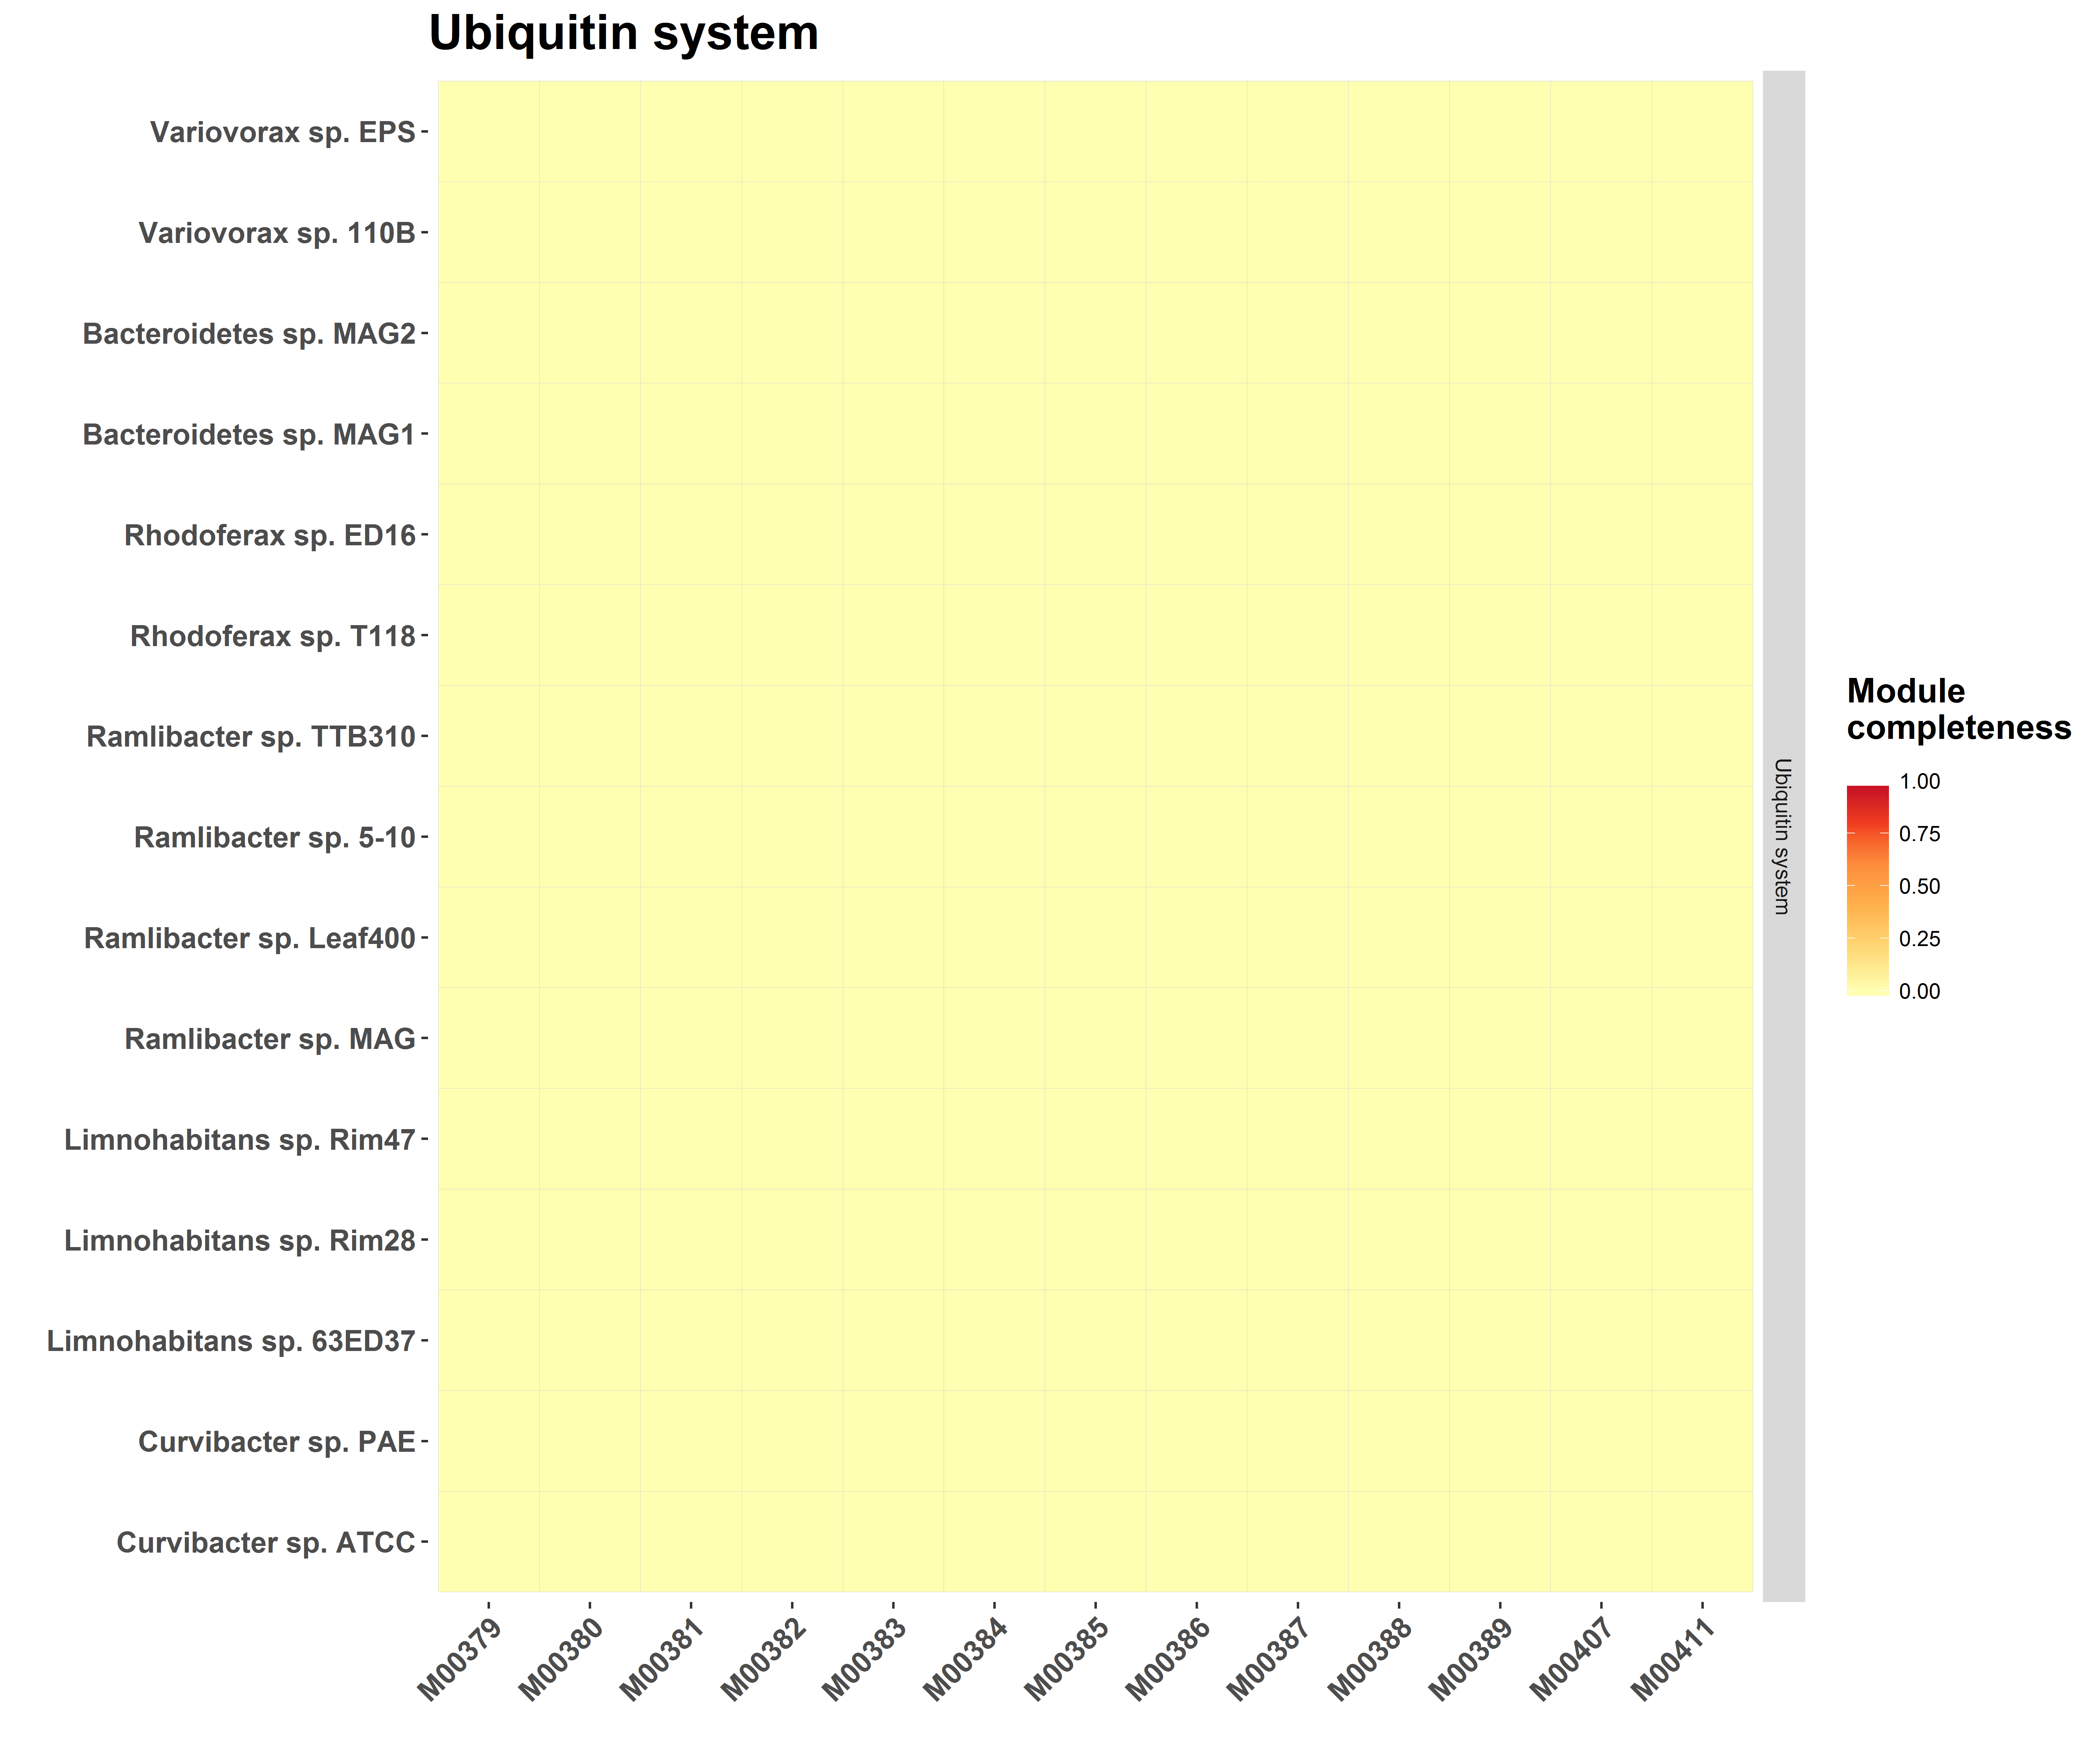 Ubiquitin system
Variovorax sp. EPS
Variovorax sp. 110B
Bacteroidetes sp. MAG2
Bacteroidetes sp. MAG1
Rhodoferax sp. ED16
Rhodoferax sp. T118
Ramlibacter sp. TTB310
Ramlibacter sp. 5-10
Ramlibacter sp. Leaf400
Ramlibacter sp. MAG
Limnohabitans sp. Rim47
Limnohabitans sp. Rim28
Limnohabitans sp. 63ED37
Curvibacter sp. PAE
Curvibacter sp. ATCC
M00379
M00380
M00381
M00382
M00383
M00384
M00385
M00386
M00387
M00388
M00389
M00407
M00411
Ubiquitin system
Module
completeness
1.00
0.75
0.50
0.25
0.00